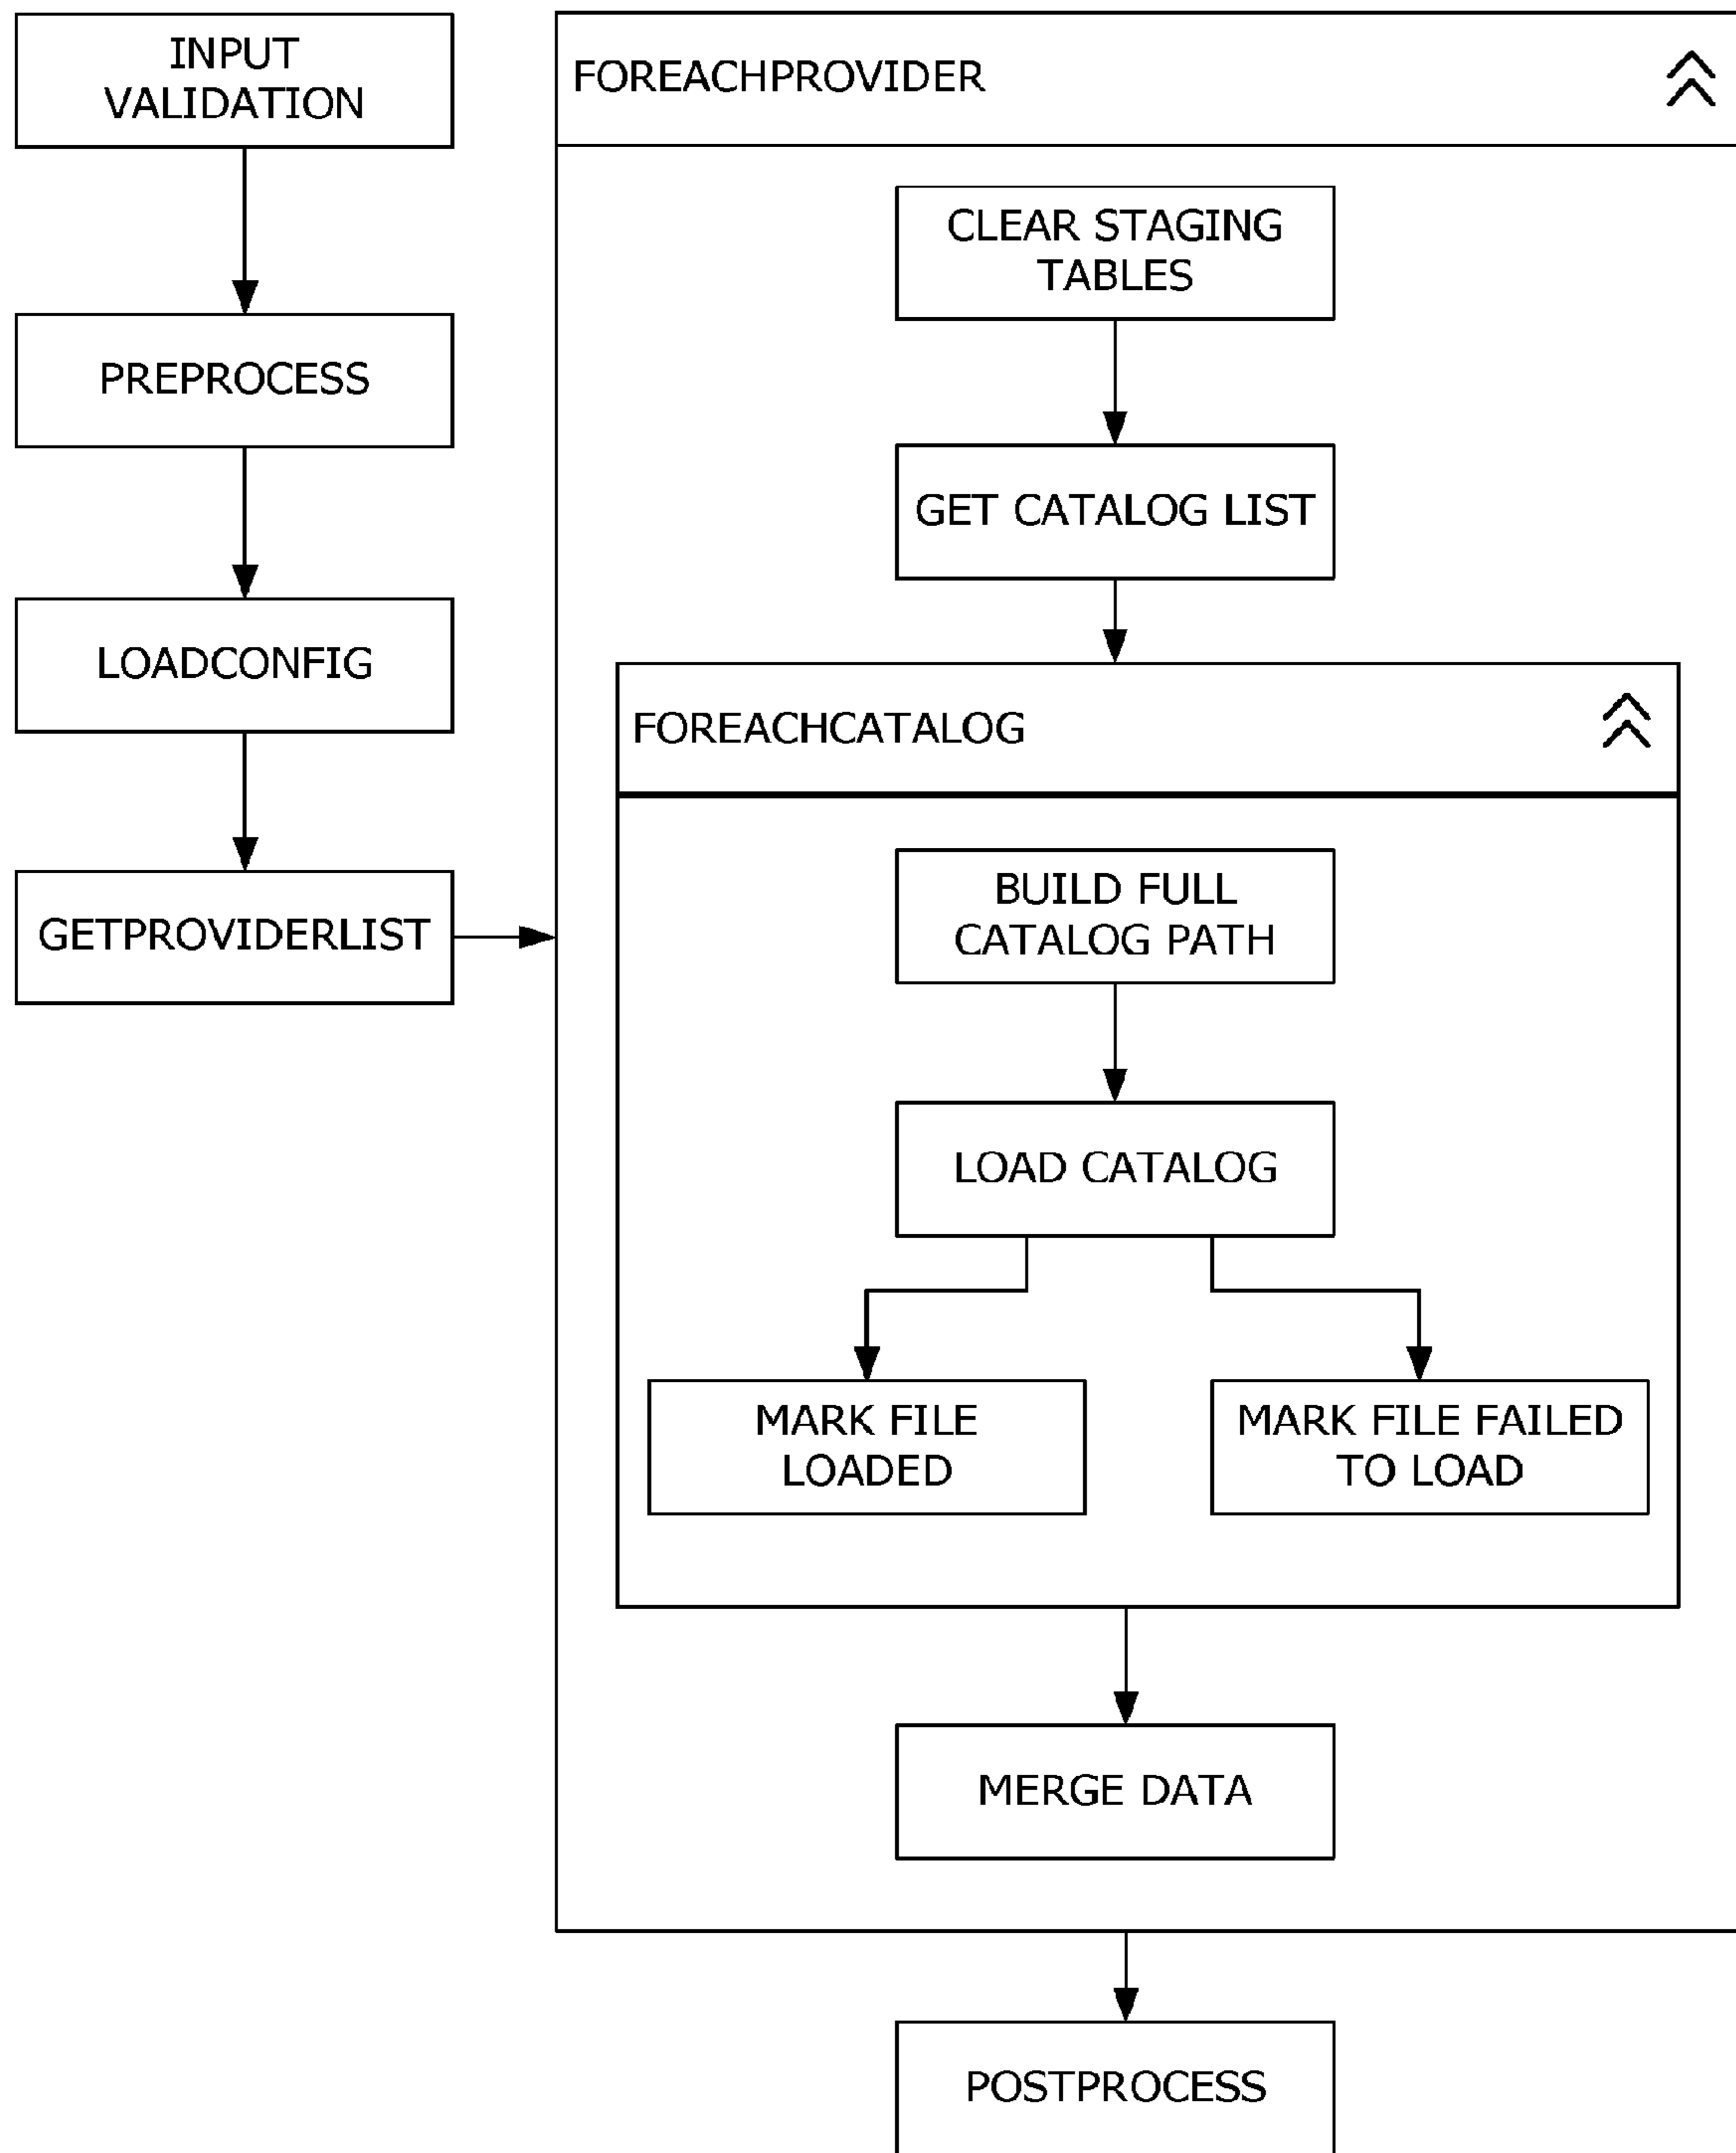 INPUT
VALIDATION
PREPROCESS
LOADCONFIG
GETPROVIDERLIST
FOREACHPROVIDER
CLEAR STAGING
TABLES
GET CATALOG LIST
FOREACHCATALOG
BUILD FULL
CATALOG PATH
LOAD CATALOG
MARK FILE
LOADED
MARK FILE FAILED
TO LOAD
MERGE DATA
POSTPROCESS